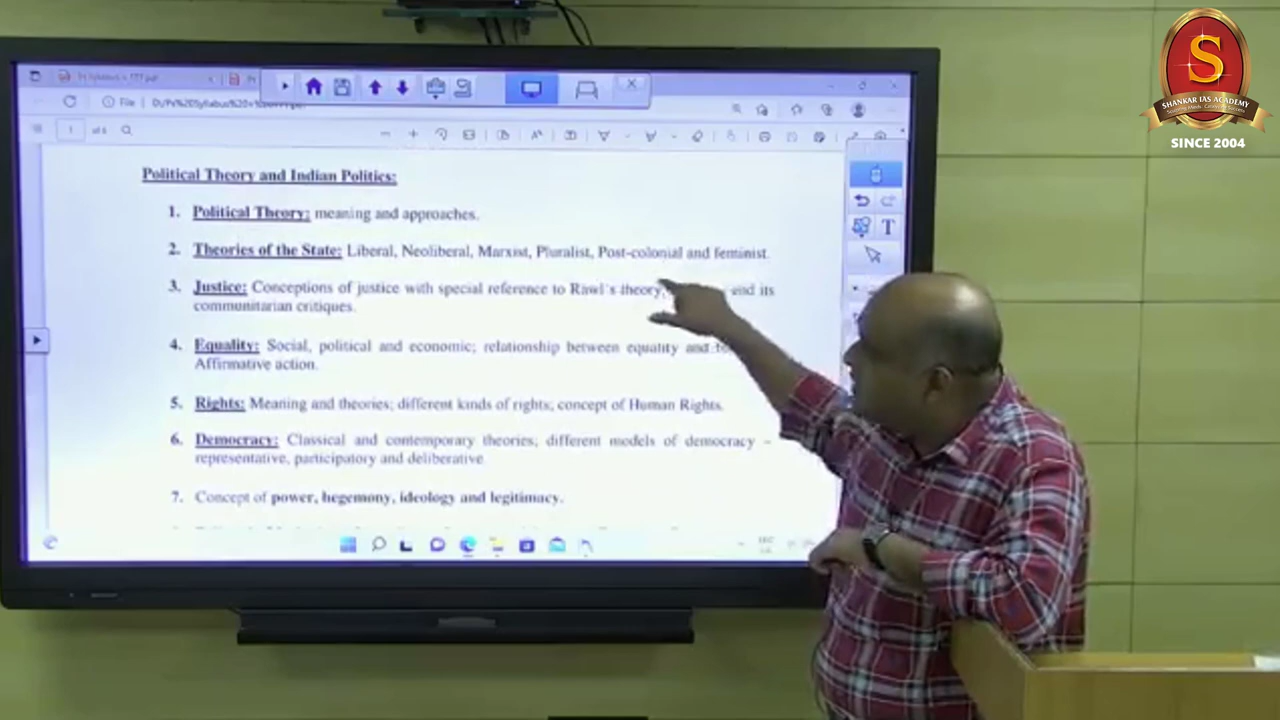 S
SHANKAR IAS ACADEMY
SINCE 2004
File
1 of 6
Political Theory and Indian Politics:
1. Political Theory: meaning and approaches.
2. Theories of the State: Liberal, Neoliberal, Marxist, Pluralist, Post-colonial and feminist.
3. Justice: Conceptions of justice with special reference to Rawl's theory, and its
communitarian critiques.
4. Equality: Social, political and economic; relationship between equality and
Affirmative action.
5. Rights: Meaning and theories; different kinds of rights; concept of Human Rights.
6. Democracy: Classical and contemporary theories; different models of democracy –
representative, participatory and deliberative.
7. Concept of power, hegemony, ideology and legitimacy.
T